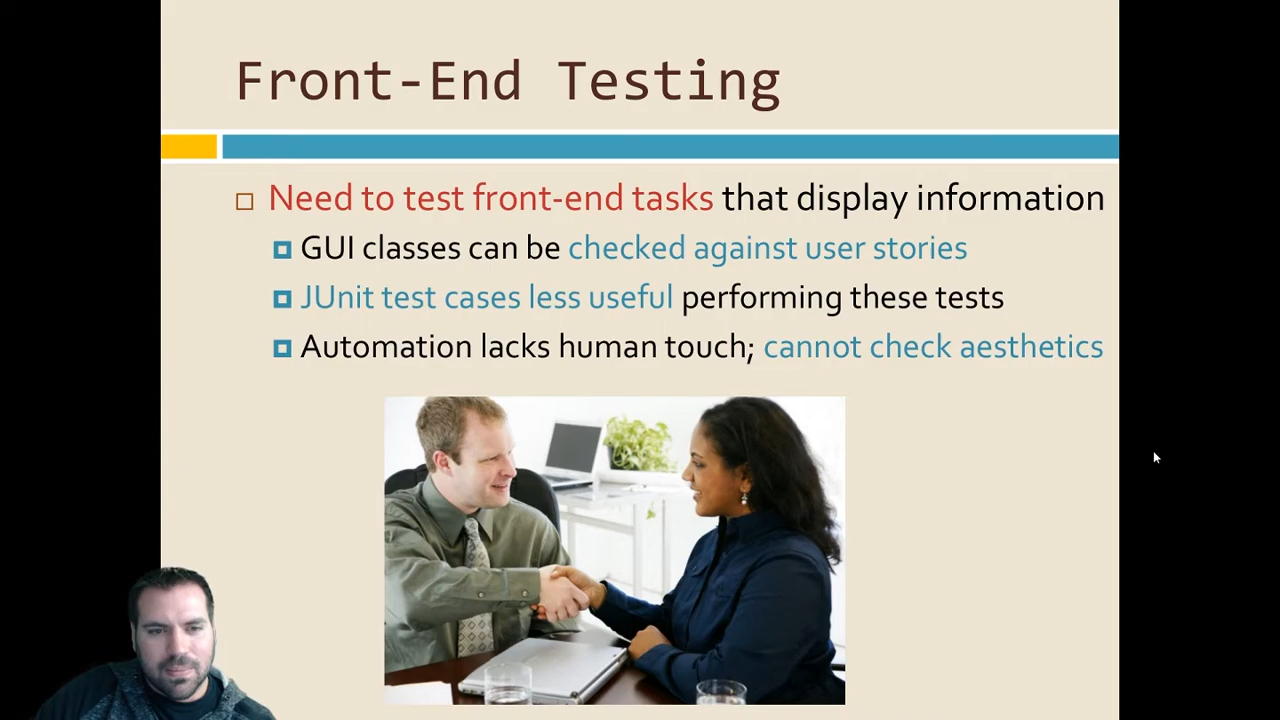 Front-End Testing
Need to test front-end tasks that display information
GUI classes can be checked against user stories
JUnit test cases less useful performing these tests
Automation lacks human touch; cannot check aesthetics